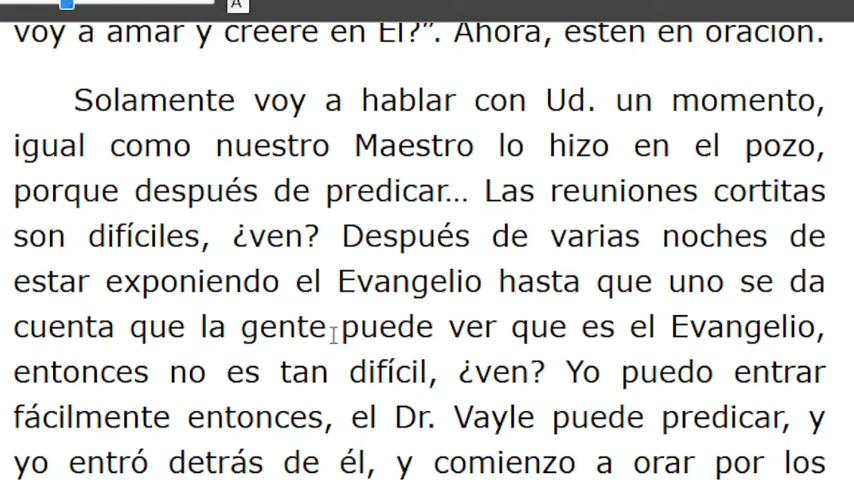 A
voy a amar y creeré en Él?”. Ahora, estén en oración.
Solamente voy a hablar con Ud. un momento,
igual como nuestro Maestro lo hizo en el pozo,
porque después de predicar... Las reuniones cortitas
son difíciles, ¿ven? Después de varias noches de
estar exponiendo el Evangelio hasta que uno se da
cuenta que la gente puede ver que es el Evangelio,
entonces no es tan difícil, ¿ven? Yo puedo entrar
fácilmente entonces, el Dr. Vayle puede predicar, y
yo entró detrás de él, y comienzo a orar por los